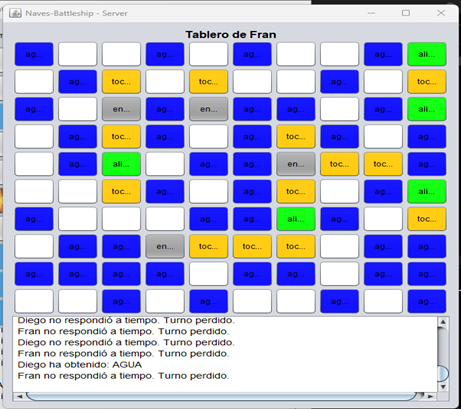 Naves-Battleship - Server
Tablero de Fran
ag... ag... ag... ag... ali...
ag... toc... toc... ag... toc...
ag... en... ag... en... ag... ag... ag... ali...
ag... toc... ag... ag... toc... ag... ag...
ag... ali... ag... ag... en... toc... toc... ag...
toc... ag... ag... toc... ag... ali...
ag... ag... ag... ali... ag... toc...
ag... ag... en... toc... toc... toc... ag... ag...
ag... ag... ag... ag... ag... ag... ag... ag... ag...
ag... ag... ag... ag...
Diego no respondió a tiempo. Turno perdido.
Fran no respondió a tiempo. Turno perdido.
Diego no respondió a tiempo. Turno perdido.
Fran no respondió a tiempo. Turno perdido.
Diego ha obtenido: AGUA
Fran no respondió a tiempo. Turno perdido.